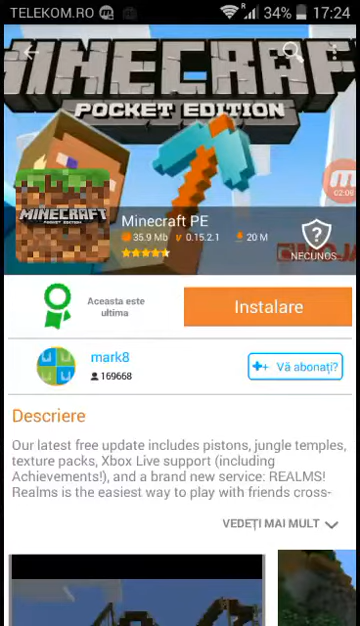 TELEKOM.RO R 34% 17:24
MINECRAFT
POCKET EDITION
02:00
MINECRAFT
Minecraft PE
35.9 Mb v 0.15.2.1 20 M
?
NECUNOS
Aceasta este
ultima
Instalare
mark8
169668
Vă abonați?
Descriere
Our latest free update includes pistons, jungle temples,
texture packs, Xbox Live support (including
Achievements!), and a brand new service: REALMS!
Realms is the easiest way to play with friends cross-
VEDEȚI MAI MULT